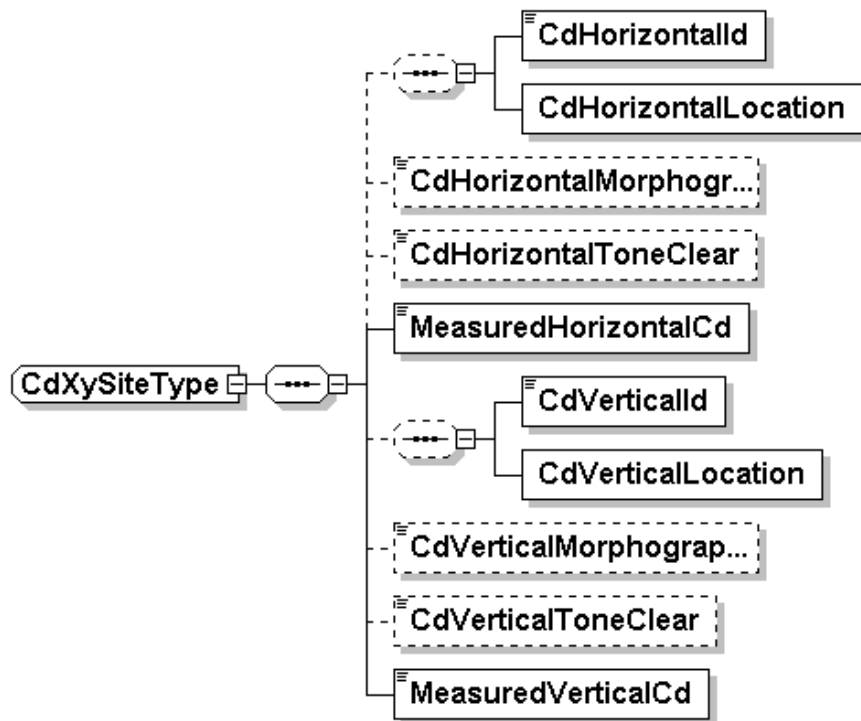 CdHorizontalId
CdHorizontalLocation
CdHorizontalMorphogr...
CdHorizontalToneClear
MeasuredHorizontalCd
CdXySiteType
CdVerticalId
CdVerticalLocation
CdVerticalMorphograp...
CdVerticalToneClear
MeasuredVerticalCd